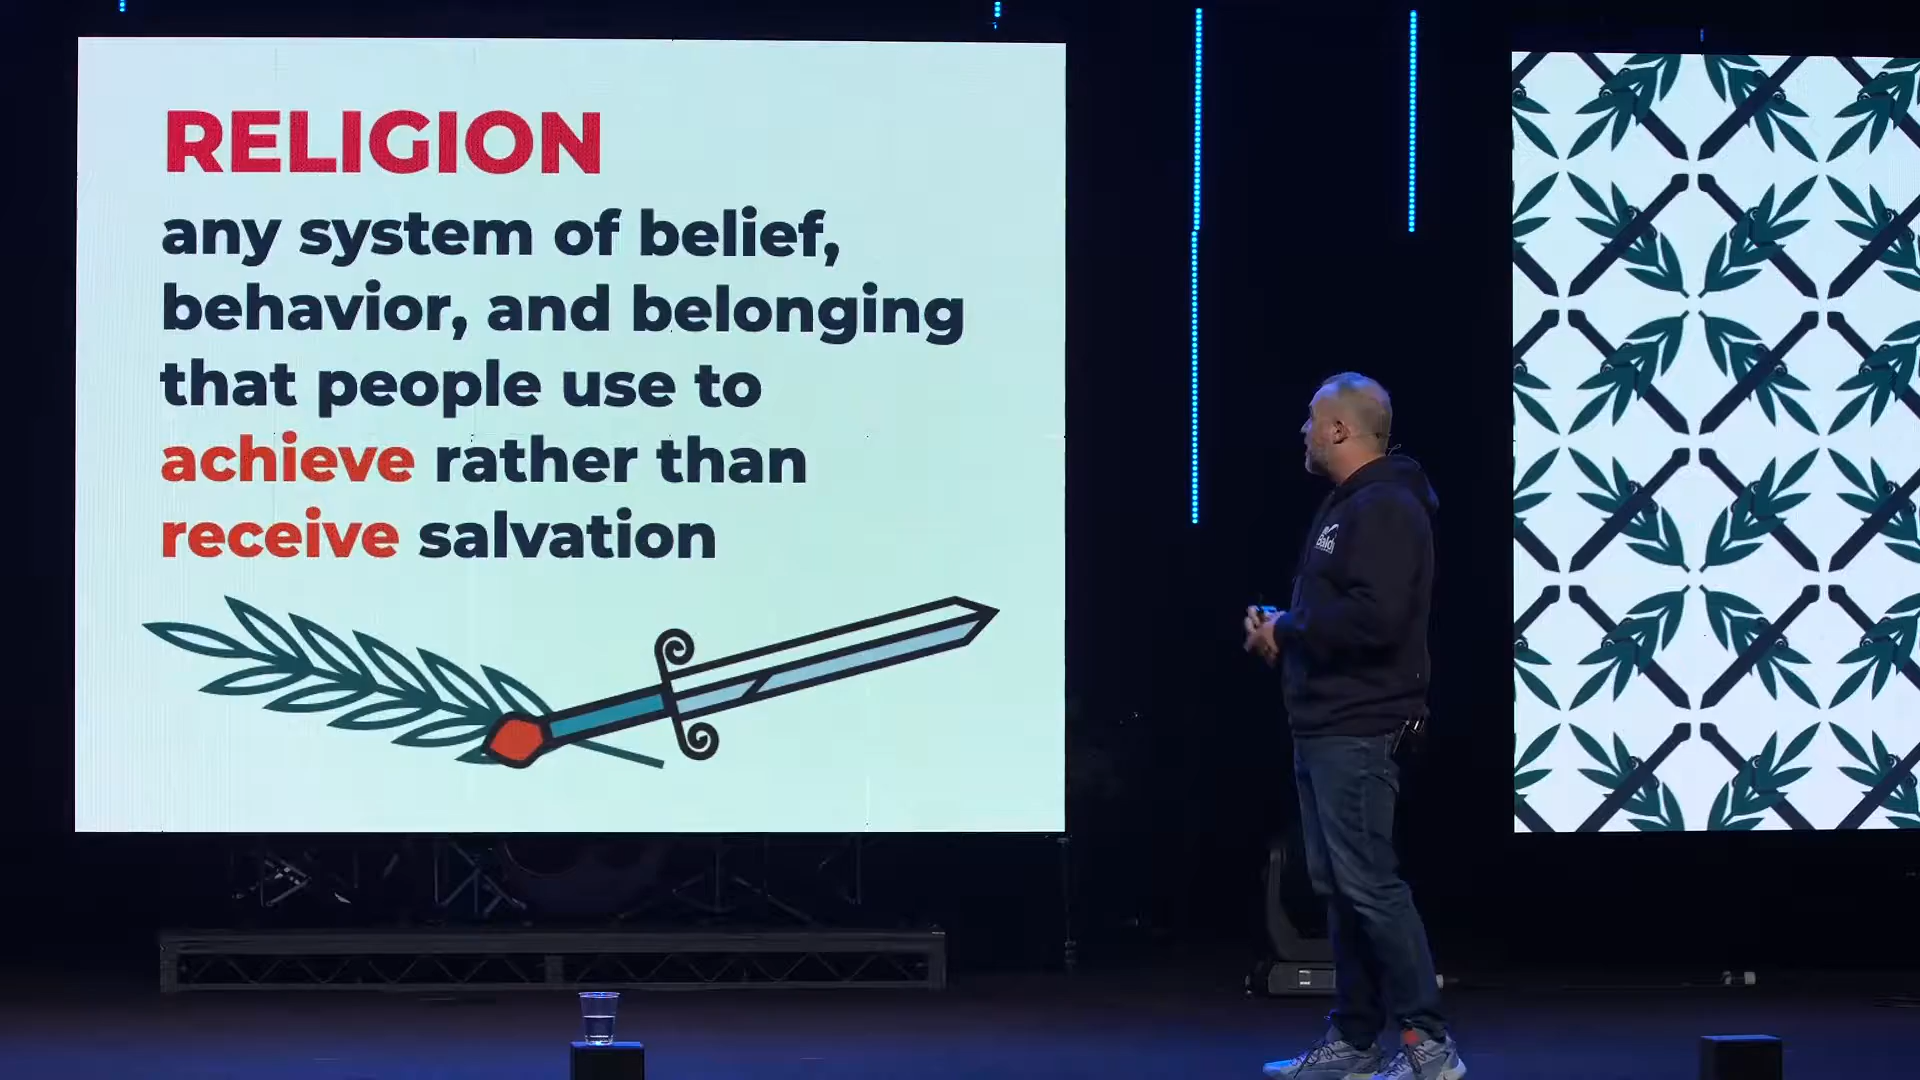 RELIGION
any system of belief,
behavior, and belonging
that people use to
achieve rather than
receive salvation